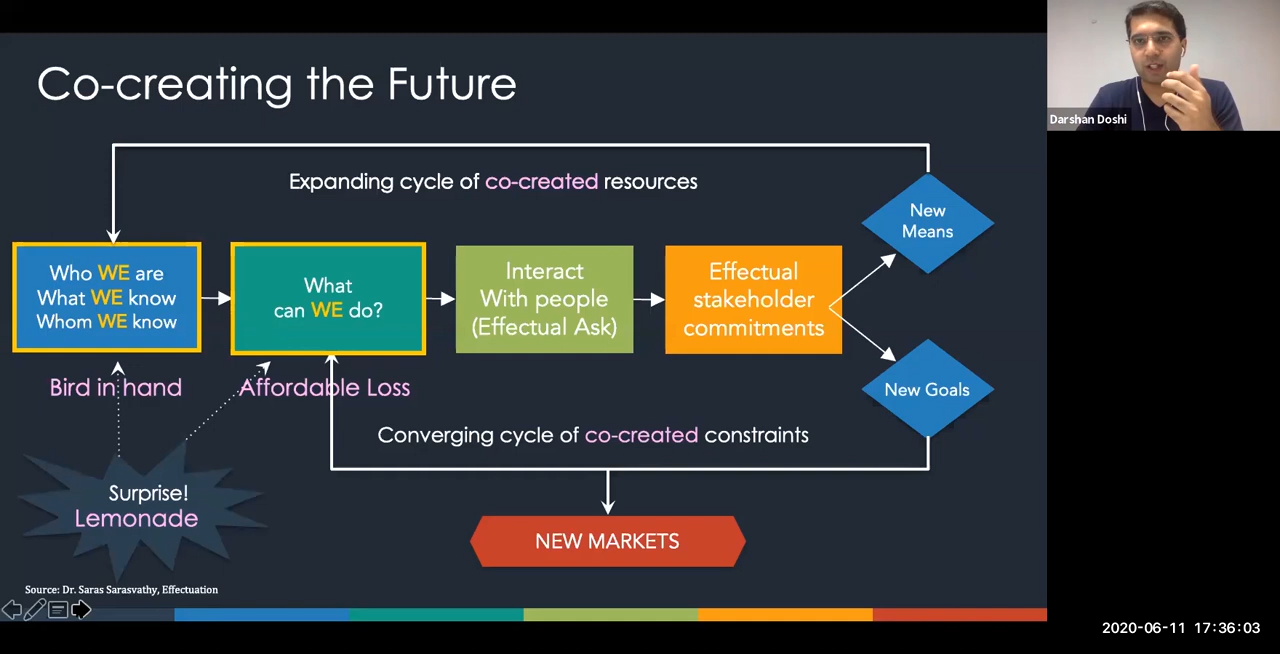 Co-creating the Future
Darshan Doshi
Expanding cycle of co-created resources
New
Means
Who WE are
What WE know
Whom WE know
What
can WE do?
Interact
With people
(Effectual Ask)
Effectual
stakeholder
commitments
Bird in hand
Affordable Loss
New Goals
Converging cycle of co-created constraints
Surprise!
Lemonade
NEW MARKETS
Source: Dr. Saras Sarasvathy, Effectuation
2020-06-11 17:36:03